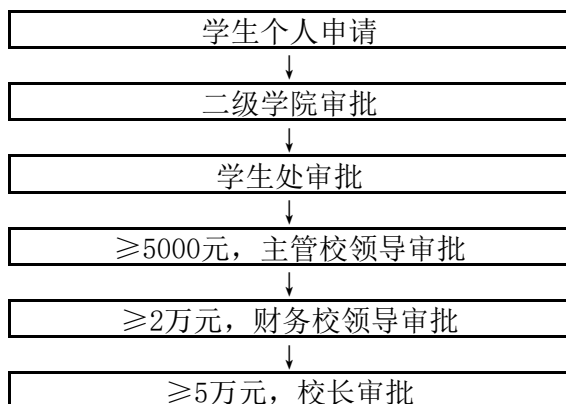 学生个人申请
二级学院审批
学生处审批
≥5000元，主管校领导审批
≥2万元，财务校领导审批
≥5万元，校长审批